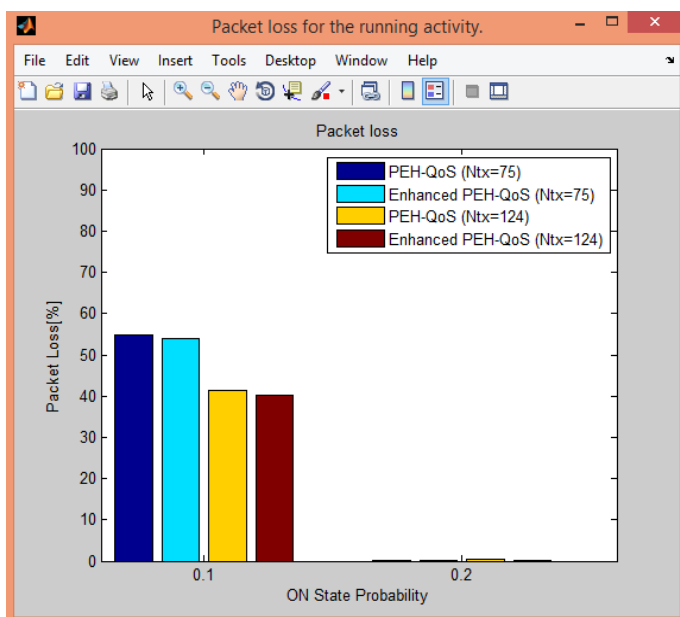 Packet loss for the running activity.
File Edit View Insert Tools Desktop Window Help
Packet loss
100
90
80
70
60
50
40
30
20
10
0
Packet Loss[%]
PEH-QoS (Ntx=75)
Enhanced PEH-QoS (Ntx=75)
PEH-QoS (Ntx=124)
Enhanced PEH-QoS (Ntx=124)
0.1 0.2
ON State Probability